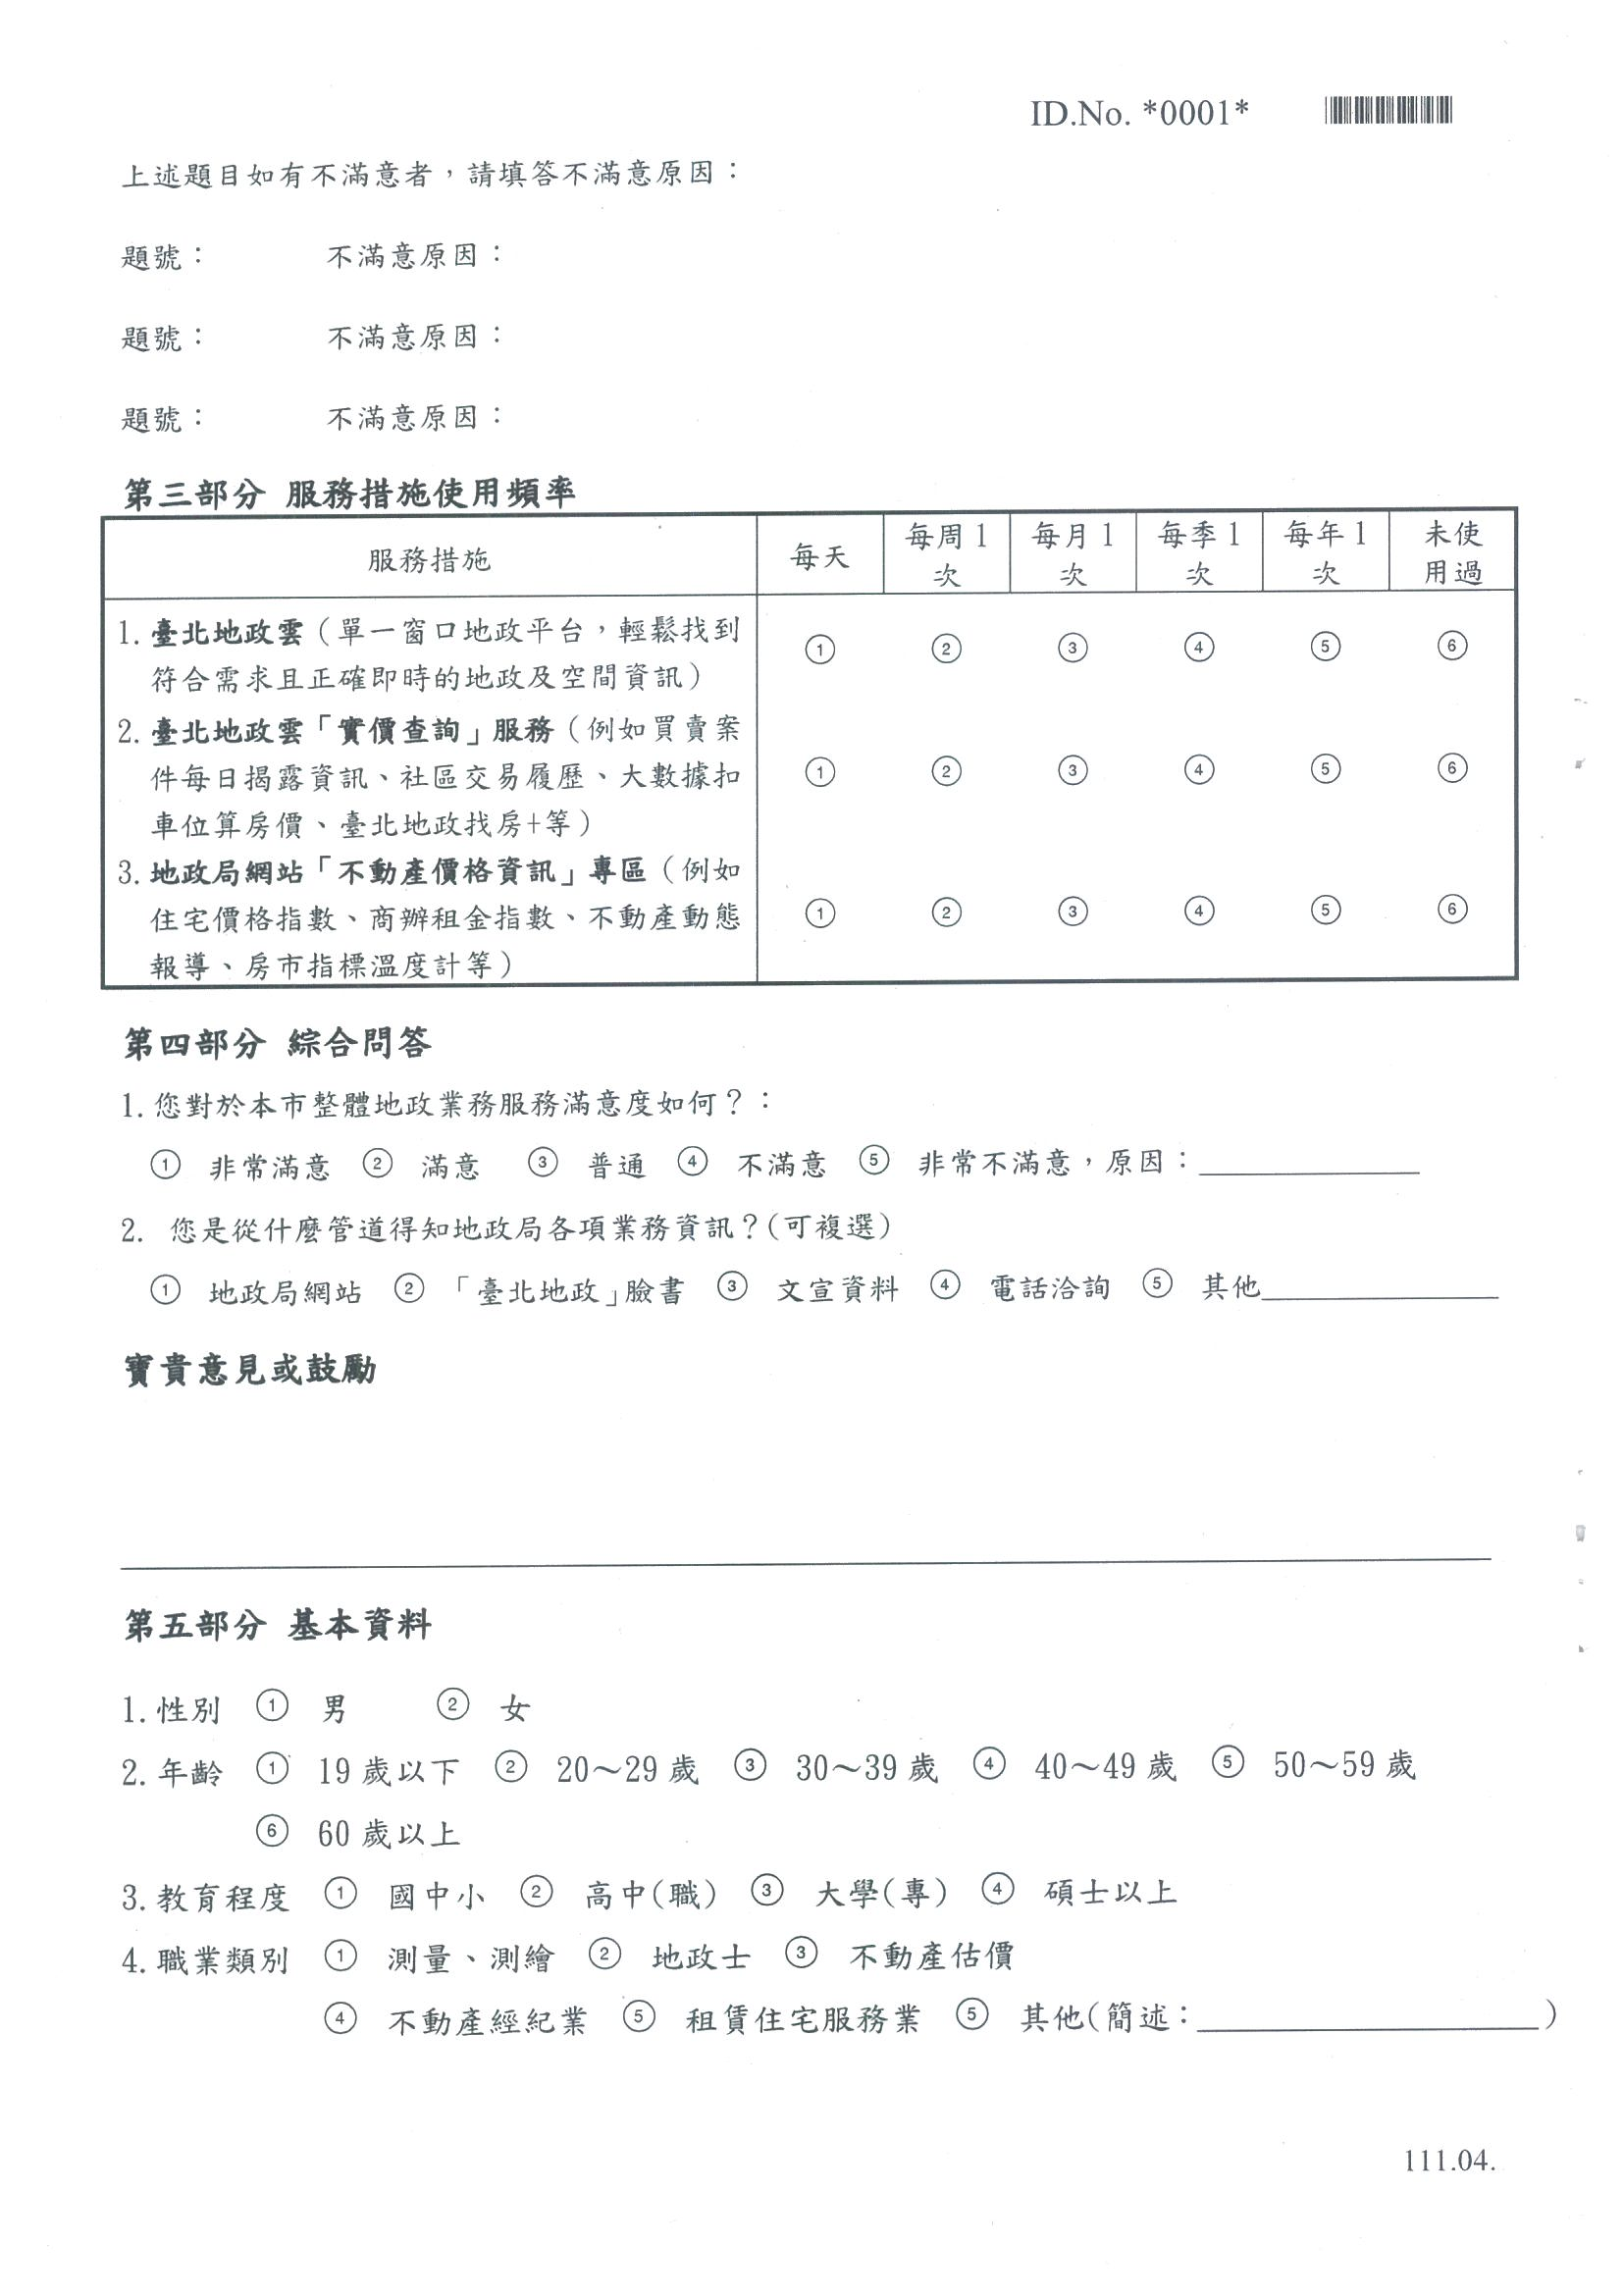 ID.No. *0001*
上述題目如有不滿意者，請填答不滿意原因：
題號： 不滿意原因：
題號： 不滿意原因：
題號： 不滿意原因：
第三部分 服務措施使用頻率
服務措施 每天 每周1次 每月1次 每季1次 每年1次 未使用過
1.臺北地政雲（單一窗口地政平台，輕鬆找到
符合需求且正確即時的地政及空間資訊）
① ② ③ ④ ⑤ ⑥
2.臺北地政雲「實價查詢」服務（例如買賣案
件每日揭露資訊、社區交易履歷、大數據扣
車位算房價、臺北地政找房+等）
① ② ③ ④ ⑤ ⑥
3.地政局網站「不動產價格資訊」專區（例如
住宅價格指數、商辦租金指數、不動產動態
報導、房市指標溫度計等）
① ② ③ ④ ⑤ ⑥
第四部分 綜合問答
1.您對於本市整體地政業務服務滿意度如何？：
① 非常滿意 ② 滿意 ③ 普通 ④ 不滿意 ⑤ 非常不滿意，原因：
2. 您是從什麼管道得知地政局各項業務資訊？(可複選)
① 地政局網站 ② 「臺北地政」臉書 ③ 文宣資料 ④ 電話洽詢 ⑤ 其他
寶貴意見或鼓勵
第五部分 基本資料
1.性別 ① 男 ② 女
2.年齡 ① 19歲以下 ② 20～29歲 ③ 30～39歲 ④ 40～49歲 ⑤ 50～59歲
⑥ 60歲以上
3.教育程度 ① 國中小 ② 高中(職) ③ 大學(專) ④ 碩士以上
4.職業類別 ① 測量、測繪 ② 地政士 ③ 不動產估價
④ 不動產經紀業 ⑤ 租賃住宅服務業 ⑤ 其他(簡述： )
111.04.